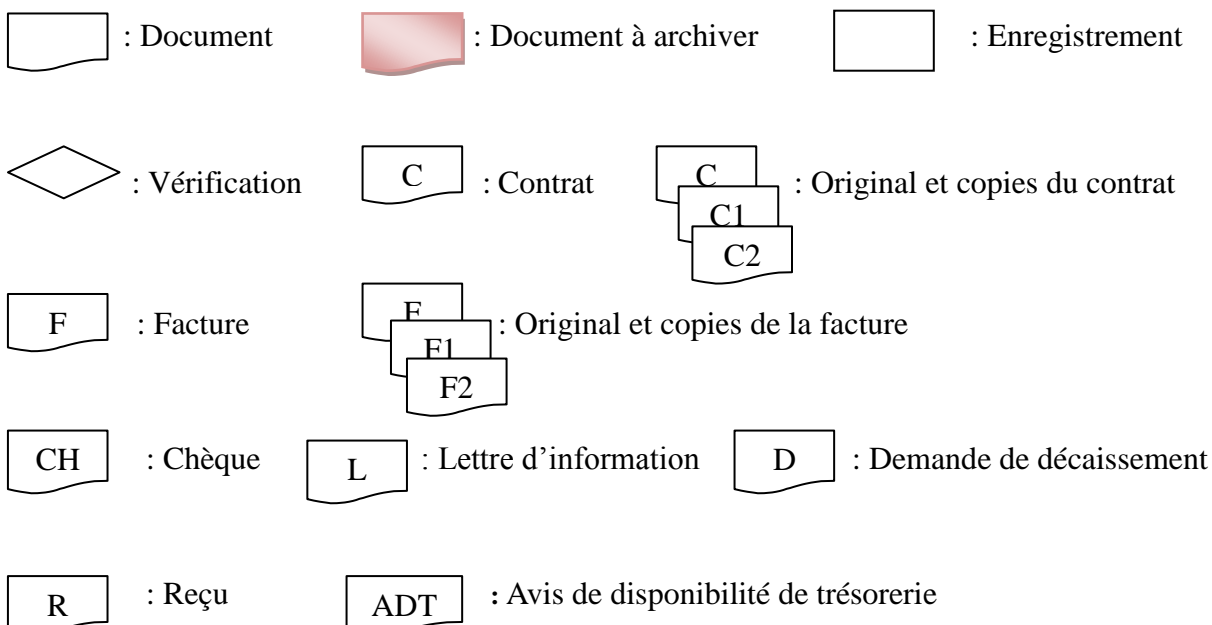 : Document : Document à archiver : Enregistrement
: Vérification C : Contrat C : Original et copies du contrat
C1
C2
F : Facture F : Original et copies de la facture
F1
F2
CH : Chèque L : Lettre d’information D : Demande de décaissement
R : Reçu ADT : Avis de disponibilité de trésorerie